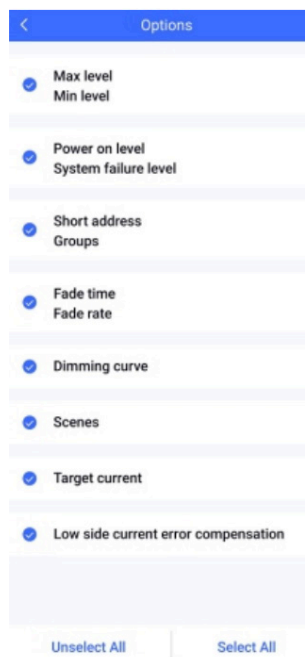 Options
Max level
Min level
Power on level
System failure level
Short address
Groups
Fade time
Fade rate
Dimming curve
Scenes
Target current
Low side current error compensation
Unselect All
Select All